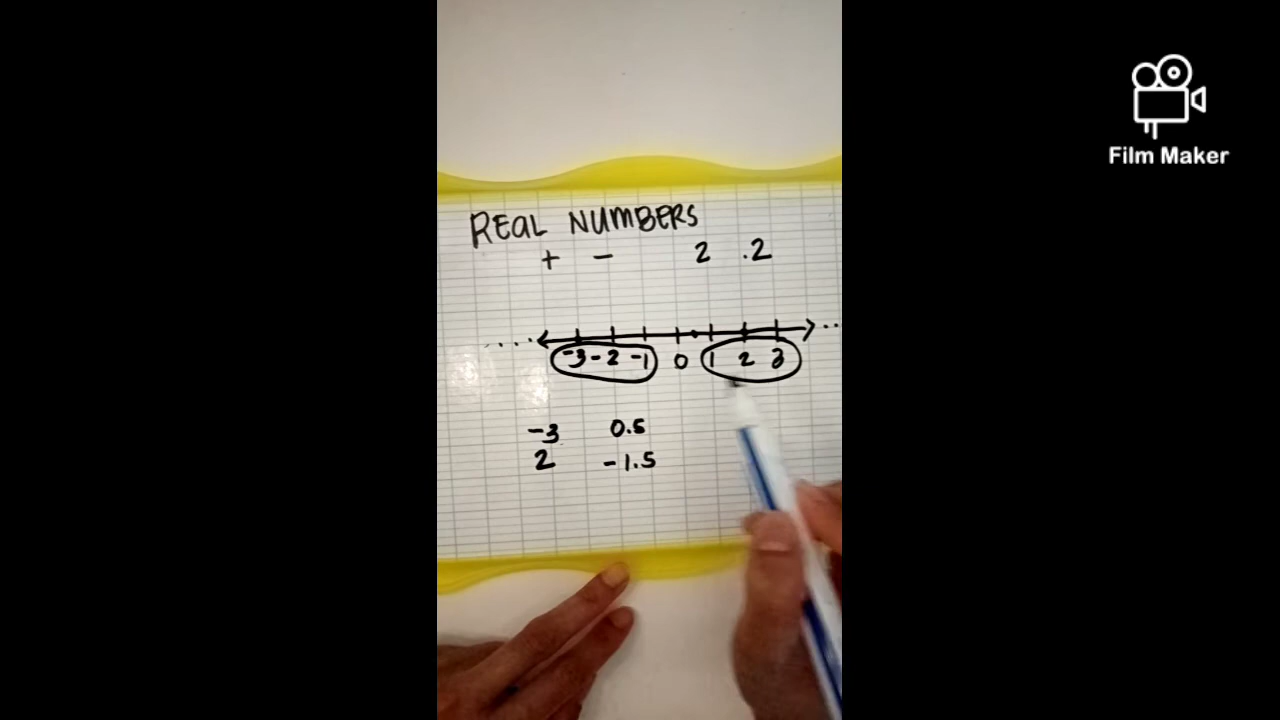 Film Maker
REAL NUMBERS
+ - 2 .2
.... -3 -2 -1 0 1 2 3 ..
-3 0.5
2 -1.5